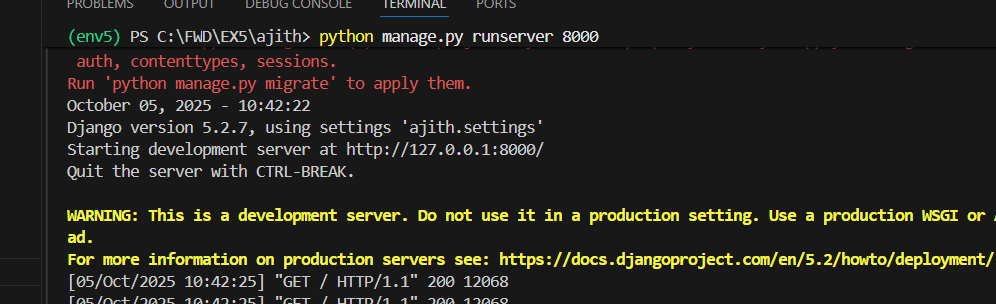 PROBLEMS OUTPUT DEBUG CONSOLE TERMINAL PORTS
(env5) PS C:\FWD\EX5\ajith> python manage.py runserver 8000
auth, contenttypes, sessions.
Run 'python manage.py migrate' to apply them.
October 05, 2025 - 10:42:22
Django version 5.2.7, using settings 'ajith.settings'
Starting development server at http://127.0.0.1:8000/
Quit the server with CTRL-BREAK.
WARNING: This is a development server. Do not use it in a production setting. Use a production WSGI or
ad.
For more information on production servers see: https://docs.djangoproject.com/en/5.2/howto/deployment/
[05/Oct/2025 10:42:25] "GET / HTTP/1.1" 200 12068
[05/Oct/2025 10:42:25] "GET / HTTP/1.1" 200 12068